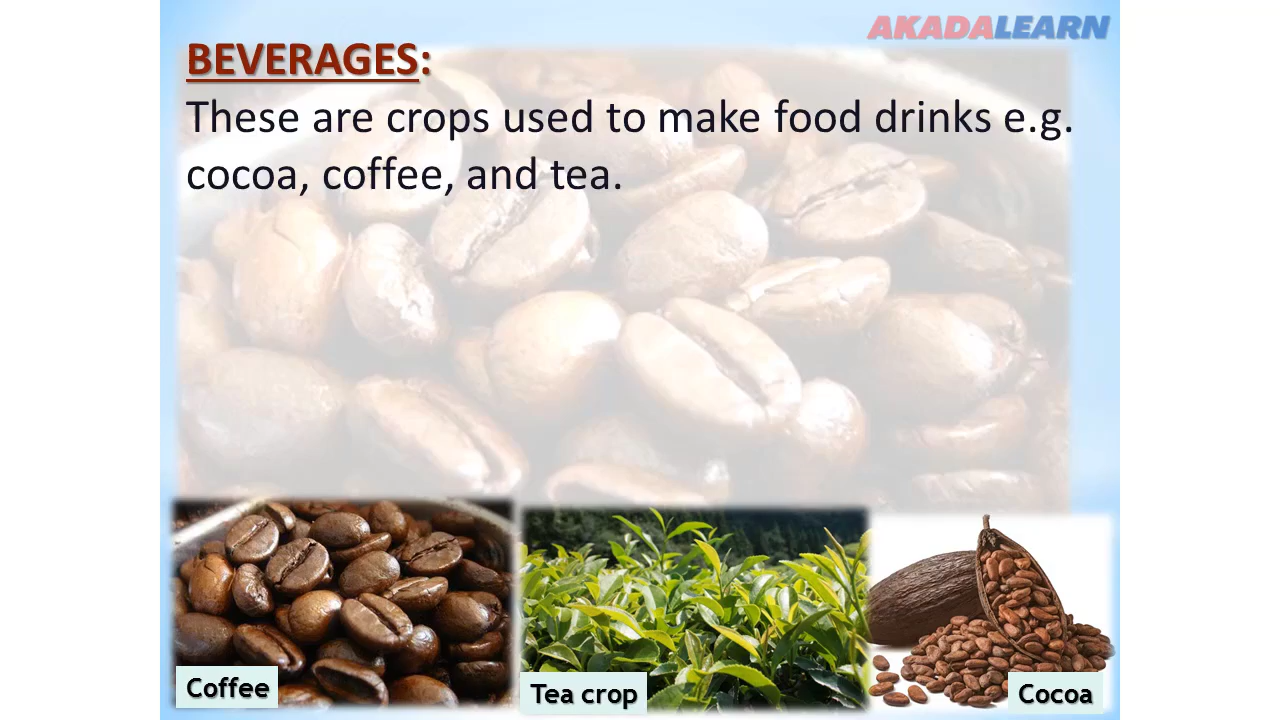 AKADALEARN
BEVERAGES:
These are crops used to make food drinks e.g.
cocoa, coffee, and tea.
Coffee
Tea crop
Cocoa